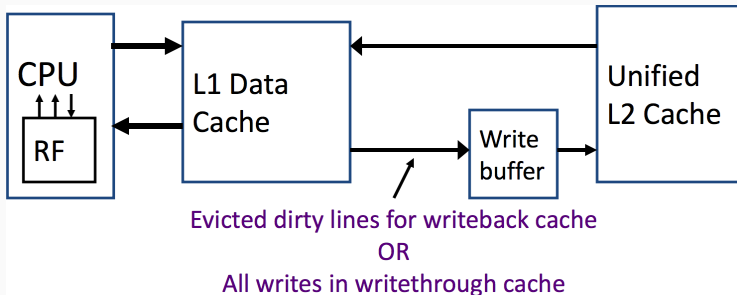 CPU
RF
L1 Data
Cache
Write
buffer
Unified
L2 Cache
Evicted dirty lines for writeback cache
OR
All writes in writethrough cache